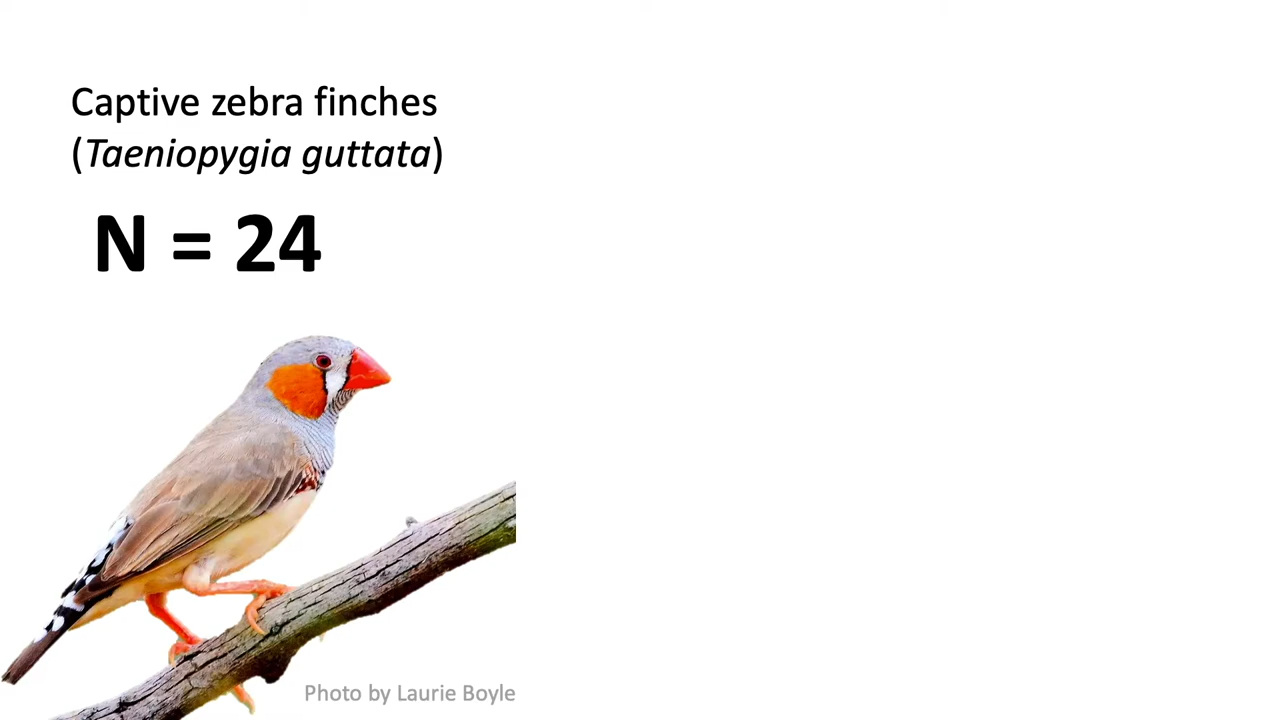 Captive zebra finches
(Taeniopygia guttata)
N = 24
Photo by Laurie Boyle